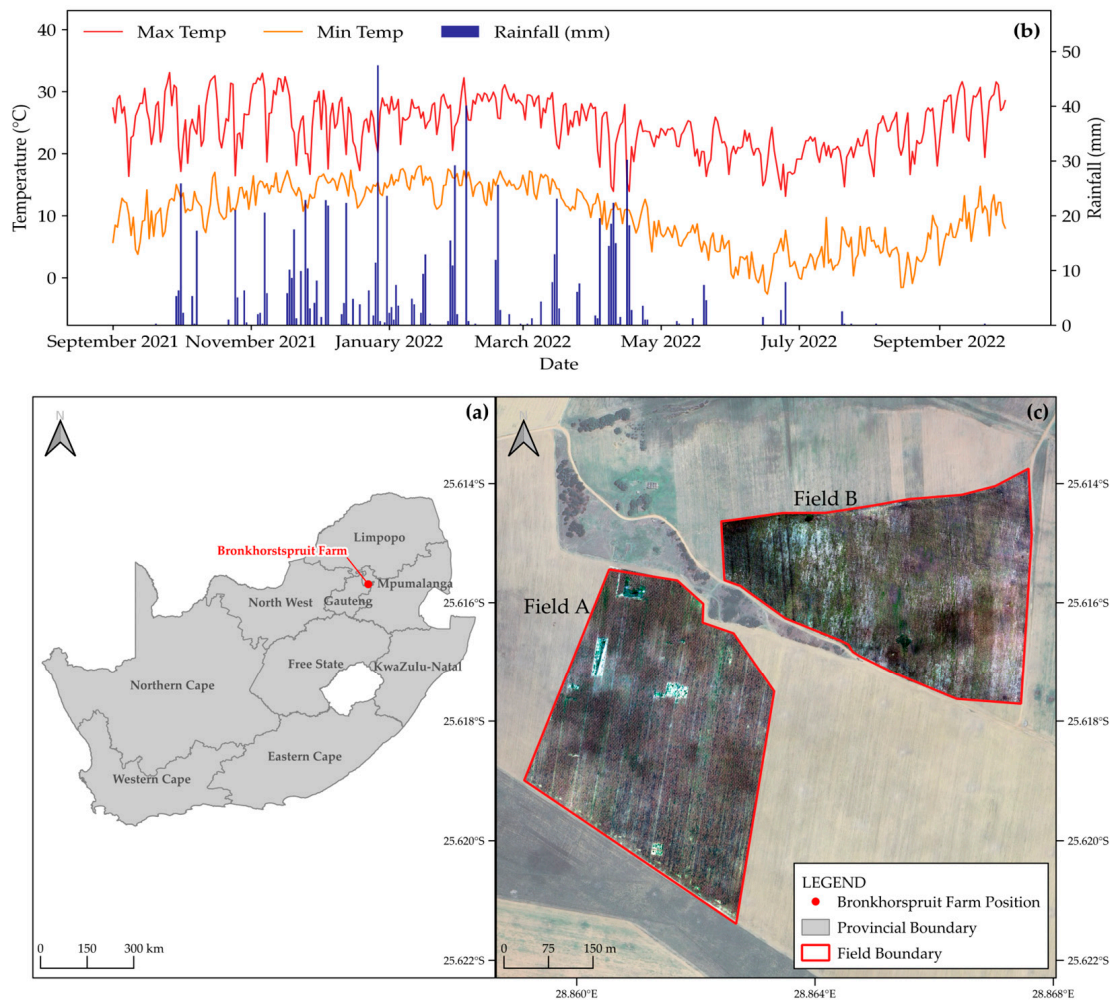 Max Temp Min Temp Rainfall (mm) (b)
40
30
20
10
0
Temperature (°C)
50
40
30
20
10
0
Rainfall (mm)
September 2021 November 2021 January 2022 March 2022 May 2022 July 2022 September 2022
Date
N
(a)
Limpopo
Bronkhorstspruit Farm
Mpumalanga
North West
Gauteng
Free State
KwaZulu-Natal
Northern Cape
Eastern Cape
Western Cape
0 150 300 km
N
(c)
Field B
Field A
25.614°S
25.616°S
25.618°S
25.620°S
25.622°S
LEGEND
Bronkhorspruit Farm Position
Provincial Boundary
Field Boundary
0 75 150 m
28.860°E 28.864°E 28.868°E